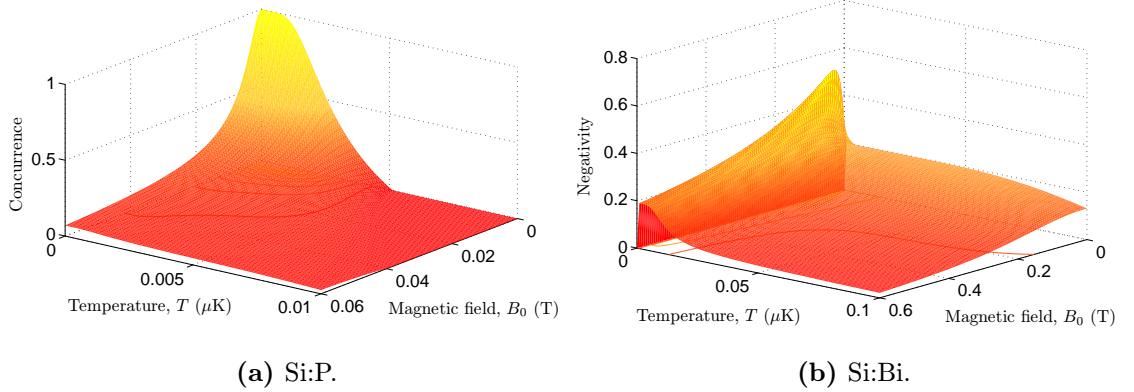 1
0.5
0
Concurrence
0
0.005
0.01
Temperature, T (μK)
0.06
0.04
0.02
0
Magnetic field, B₀ (T)
(a) Si:P.
0.8
0.6
0.4
0.2
0
Negativity
0
0.05
0.1
Temperature, T (μK)
0.6
0.4
0.2
0
Magnetic field, B₀ (T)
(b) Si:Bi.